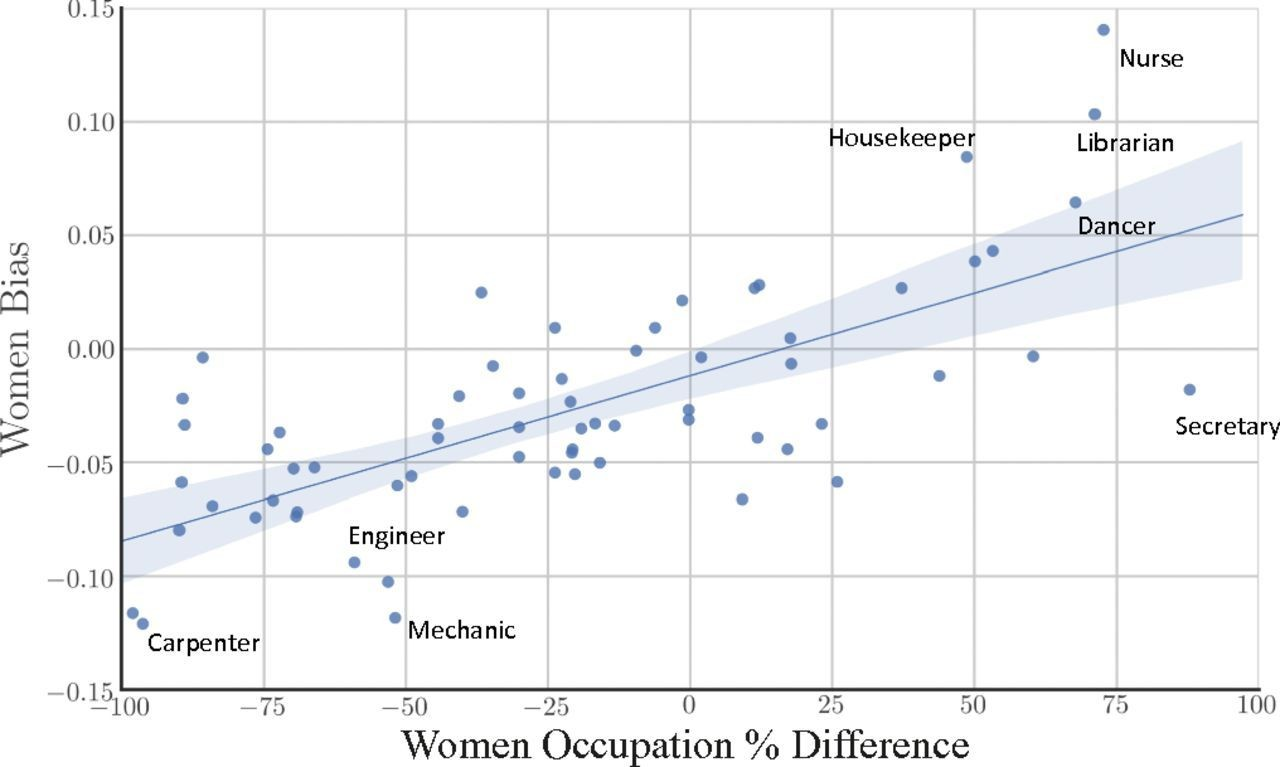 0.15
Nurse
0.10
Housekeeper
Librarian
0.05
Dancer
Women Bias
0.00
Secretary
−0.05
Engineer
−0.10
Mechanic
Carpenter
−0.15
−100 −75 −50 −25 0 25 50 75 100
Women Occupation % Difference